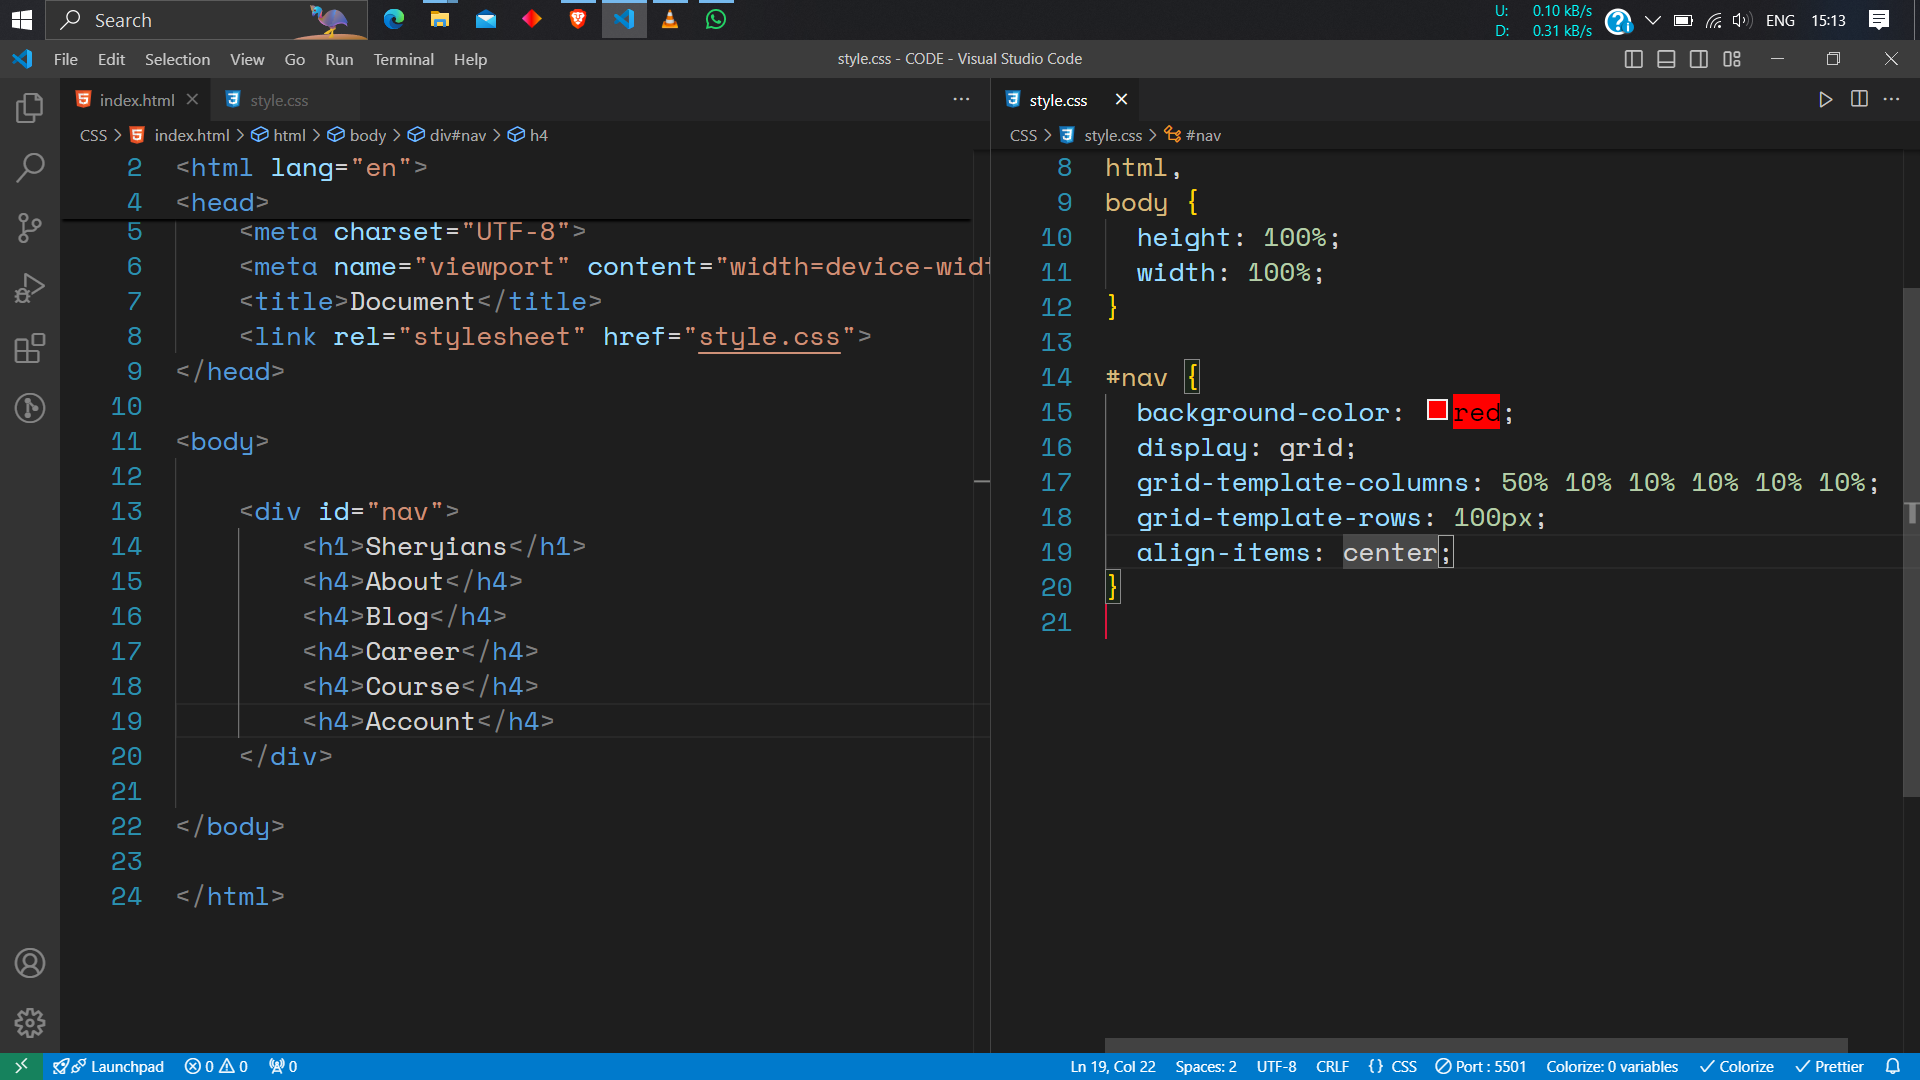 Search
U: 0.10 kB/s
D: 0.31 kB/s
ENG
15:13
File Edit Selection View Go Run Terminal Help
style.css - CODE - Visual Studio Code
index.html
style.css
CSS > index.html > html > body > div#nav > h4
2 <html lang="en">
4 <head>
5 <meta charset="UTF-8">
6 <meta name="viewport" content="width=device-widt
7 <title>Document</title>
8 <link rel="stylesheet" href="style.css">
9 </head>
10
11 <body>
12
13 <div id="nav">
14 <h1>Sheryians</h1>
15 <h4>About</h4>
16 <h4>Blog</h4>
17 <h4>Career</h4>
18 <h4>Course</h4>
19 <h4>Account</h4>
20 </div>
21
22 </body>
23
24 </html>
style.css
CSS > style.css > #nav
8 html,
9 body {
10 height: 100%;
11 width: 100%;
12 }
13
14 #nav {
15 background-color: red;
16 display: grid;
17 grid-template-columns: 50% 10% 10% 10% 10% 10%;
18 grid-template-rows: 100px;
19 align-items: center;
20 }
21
Launchpad 0 0 0
Ln 19, Col 22 Spaces: 2 UTF-8 CRLF {} CSS Port : 5501 Colorize: 0 variables Colorize Prettier